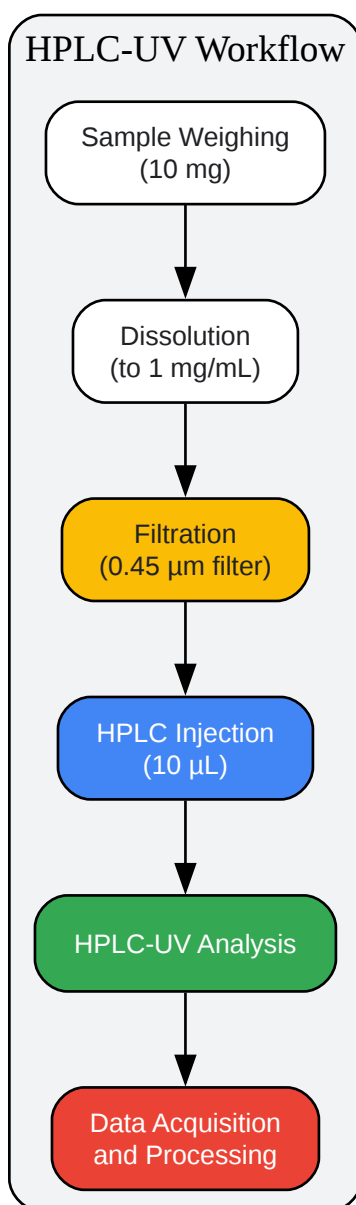 HPLC-UV Workflow
Sample Weighing
(10 mg)
Dissolution
(to 1 mg/mL)
Filtration
(0.45 µm filter)
HPLC Injection
(10 µL)
HPLC-UV Analysis
Data Acquisition
and Processing